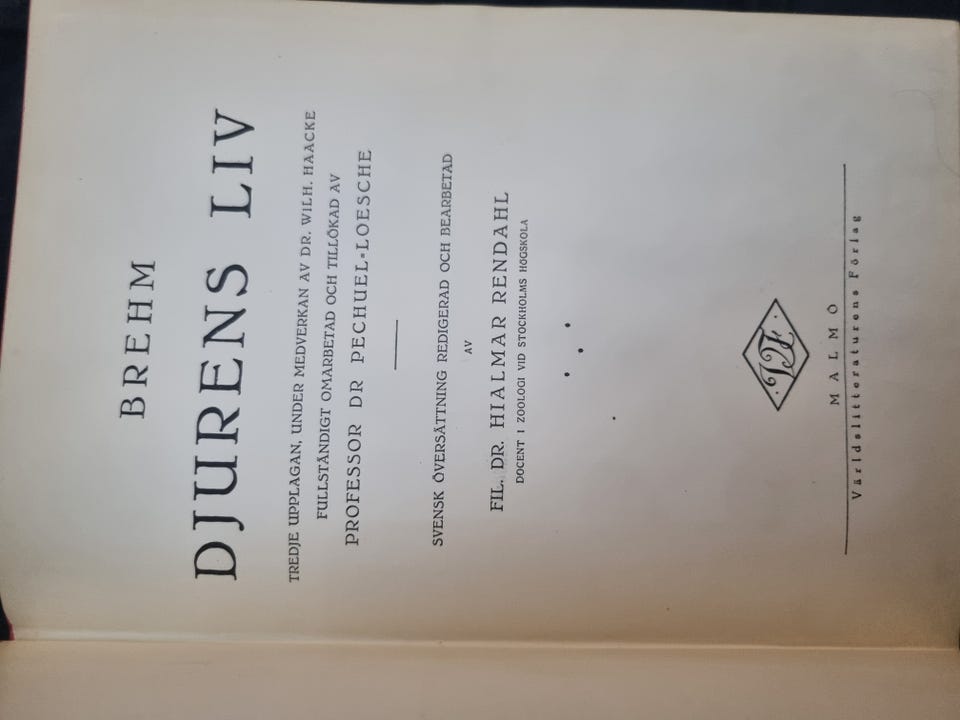 BREHM
DJURENS LIV
TREDJE UPPLAGAN, UNDER MEDVERKAN AV DR. WILH. HAACKE
FULLSTÄNDIGT OMARBETAD OCH TILLÖKAD AV
PROFESSOR DR PECHUEL-LOESCHE
SVENSK ÖVERSÄTTNING REDIGERAD OCH BEARBETAD
AV
FIL. DR. HIALMAR RENDAHL
DOCENT I ZOOLOGI VID STOCKHOLMS HÖGSKOLA
MALMÖ
Världslitteraturens Förlag